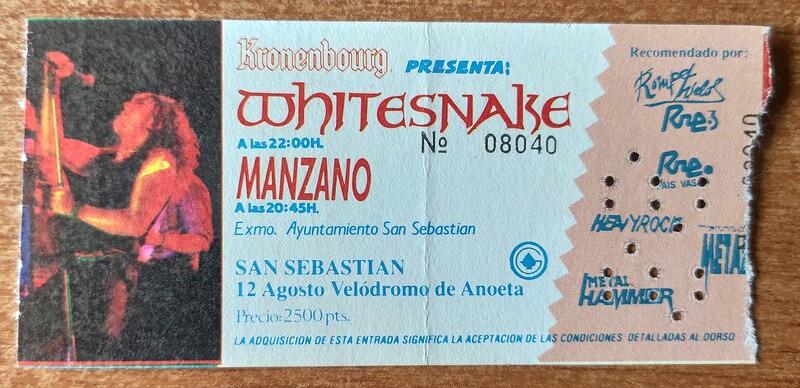 Kronenbourg PRESENTA:
WHITESNAKE
A las 22:00H.
Nº 08040
MANZANO
A las 20:45H.
Exmo. Ayuntamiento San Sebastian
SAN SEBASTIAN
12 Agosto Velódromo de Anoeta
Precio: 2500 pts.
LA ADQUISICION DE ESTA ENTRADA SIGNIFICA LA ACEPTACION DE LAS CONDICIONES DETALLADAS AL DORSO
Recomendado por:
Rne3
Rne.
AIS VAS
HEAVYROCK
METAL
HAMMER